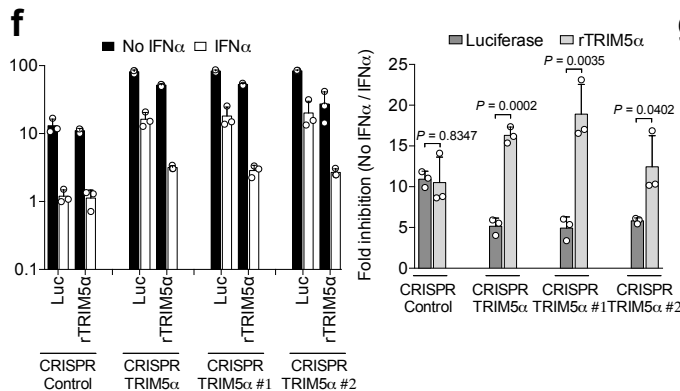 f
No IFNα IFNα
100
10
1
0.1
Luc
rTRIM5α
Luc
rTRIM5α
Luc
rTRIM5α
Luc
rTRIM5α
CRISPR
Control
CRISPR
TRIM5α
CRISPR
TRIM5α #1
CRISPR
TRIM5α #2
Luciferase rTRIM5α
Fold inhibition (No IFNα / IFNα)
25
20
15
10
5
0
P = 0.8347
P = 0.0002
P = 0.0035
P = 0.0402
CRISPR
Control
CRISPR
TRIM5α
CRISPR
TRIM5α #1
CRISPR
TRIM5α #2